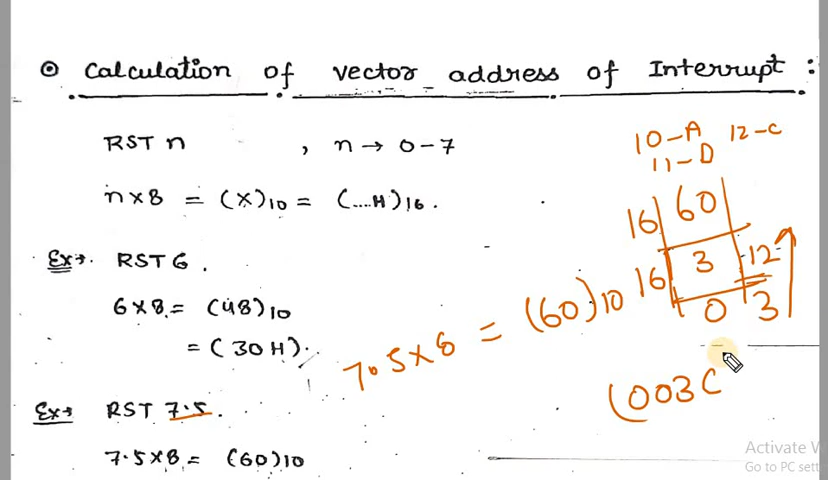 ⊙ Calculation of vector address of Interrupt :
RST n , n → 0-7
n x 8 = (X)10 = (....H)16.
Ex→. RST 6.
6 x 8 = (48)10
= (30H).
Ex→ RST 7.5.
7.5 x 8 = (60)10
10-A 12-C
11-D
16 60
16 3 -12
0 3
7.5 x 8 = (60)10
(003C
Activate W
Go to PC sett